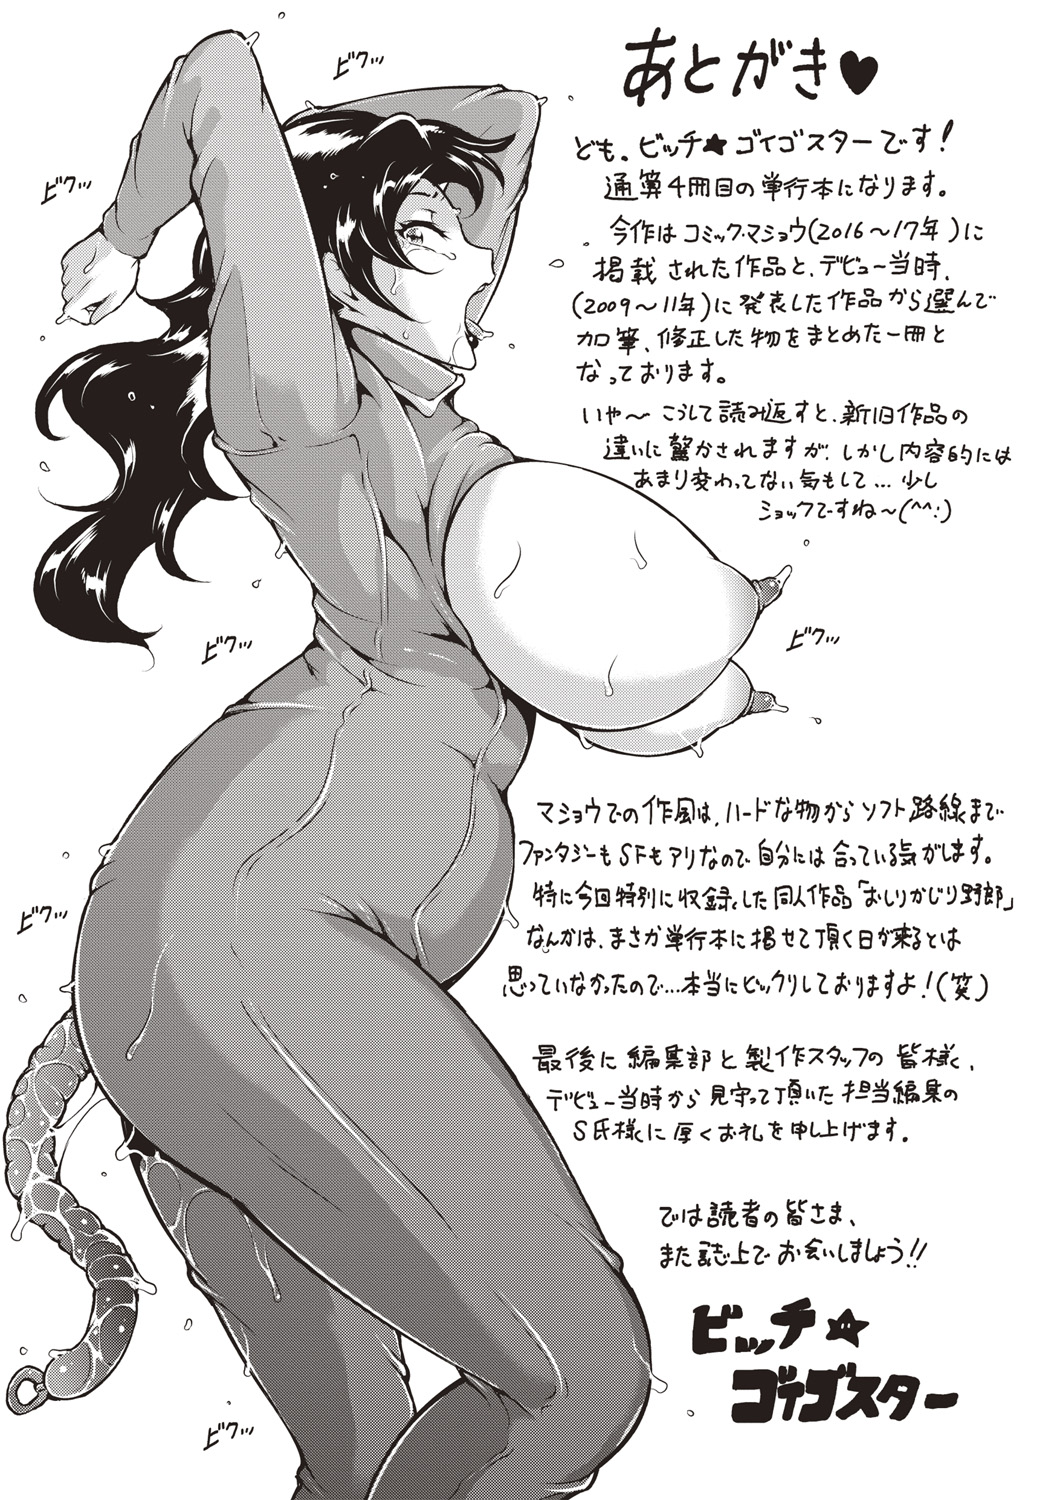 あとがき♥
ども。ビッチ★ゴイゴスターです!
通算4冊目の単行本になります。
今作はコミック・マショウ(2016～17年)に
掲載された作品と、デビュー当時、
(2009～11年)に発表した作品から選んで
加筆、修正した物をまとめた一冊と
なっております。
いや～こうして読み返すと、新旧作品の
違いに驚かされますが、しかし内容的には
あまり変わってない気もして…少し
ショックですね～(^^;)
マショウでの作風は、ハードな物からソフト路線まで
ファンタジーもSFもアリなので自分には合っている気がします。
特に今回特別に収録した同人作品「おしりかじり野郎」
なんかは、まさか単行本に掲せて頂く日が来るとは
思っていなかったので…本当にビックリしておりますよ!(笑)
最後に編集部と製作スタッフの皆様、
デビュー当時から見守って頂いた担当編集の
S氏様に厚くお礼を申し上げます。
では読者の皆さま、
また誌上でお会いしましょう!!
ビッチ★
ゴイゴスター
ビクッ
ビクッ
ビクッ
ビクッ
ビクッ
ビクッ